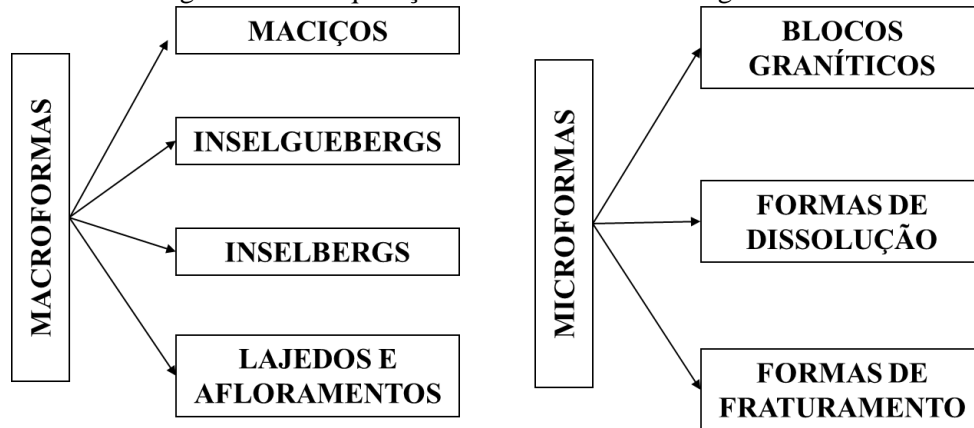 MACROFORMAS
MACIÇOS
INSELGUEBERGS
INSELBERGS
LAJEDOS E
AFLORAMENTOS
MICROFORMAS
BLOCOS
GRANÍTICOS
FORMAS DE
DISSOLUÇÃO
FORMAS DE
FRATURAMENTO